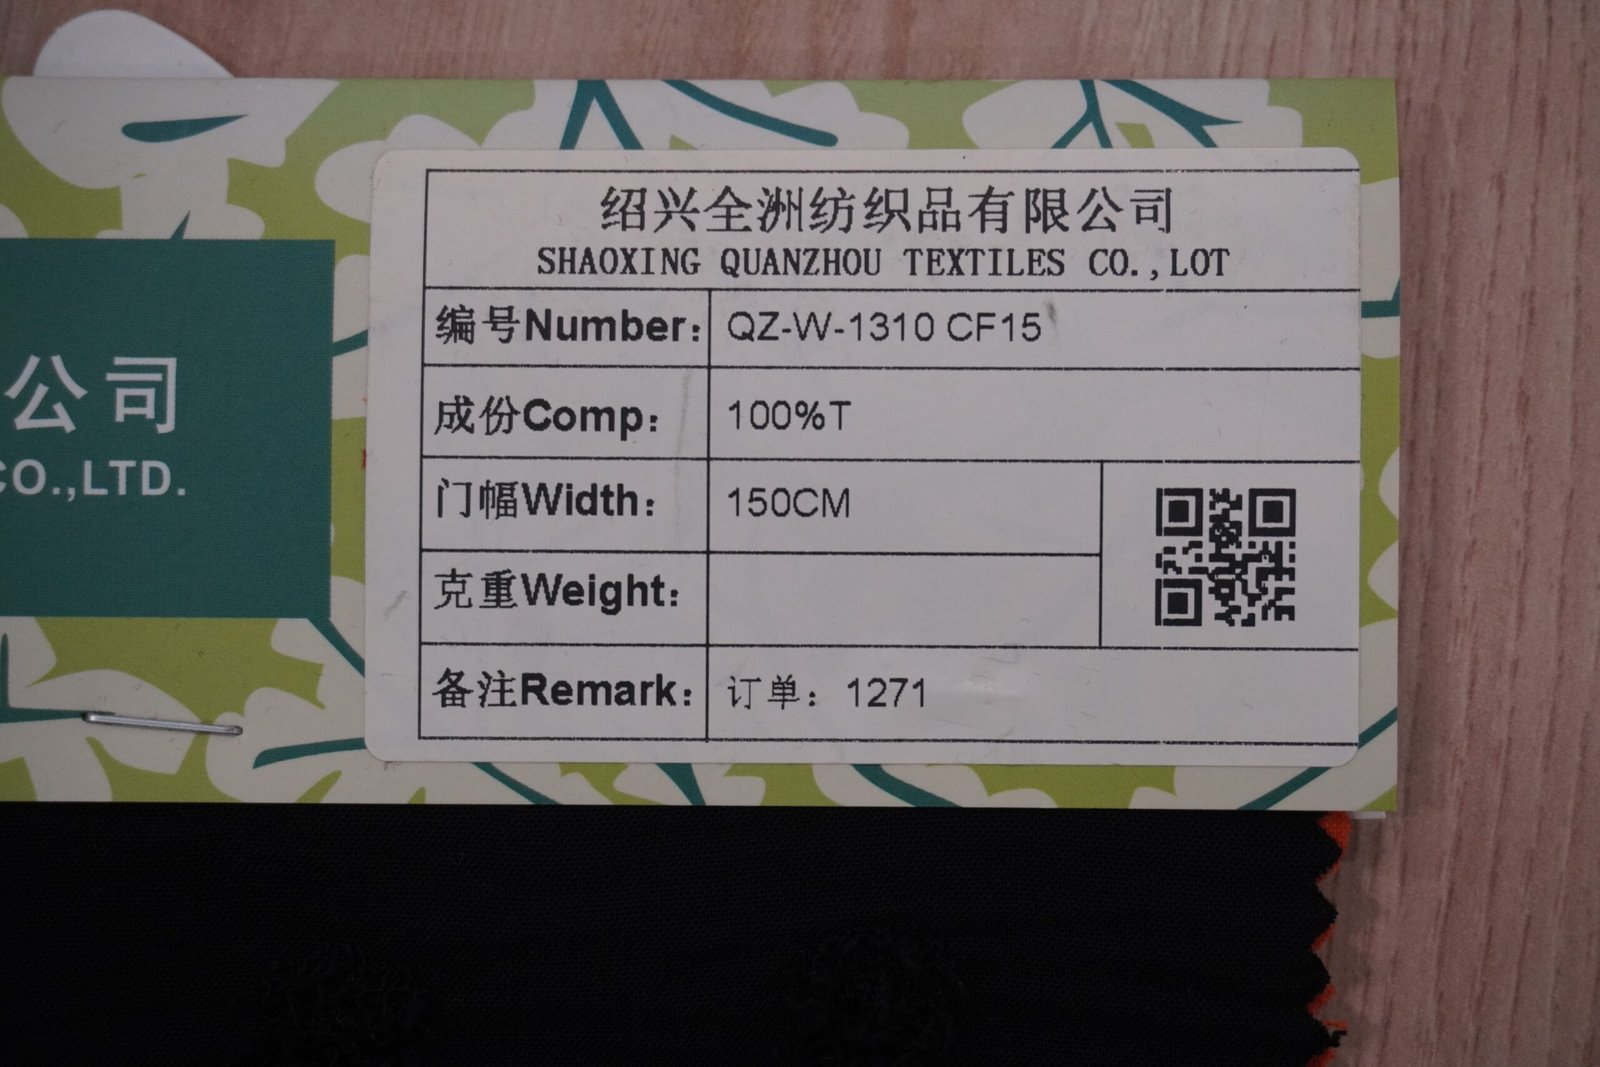 绍兴全洲纺织品有限公司
SHAOXING QUANZHOU TEXTILES CO.,LOT
编号Number: QZ-W-1310 CF15
成份Comp: 100%T
门幅Width: 150CM
克重Weight:
备注Remark: 订单: 1271
公司
CO.,LTD.